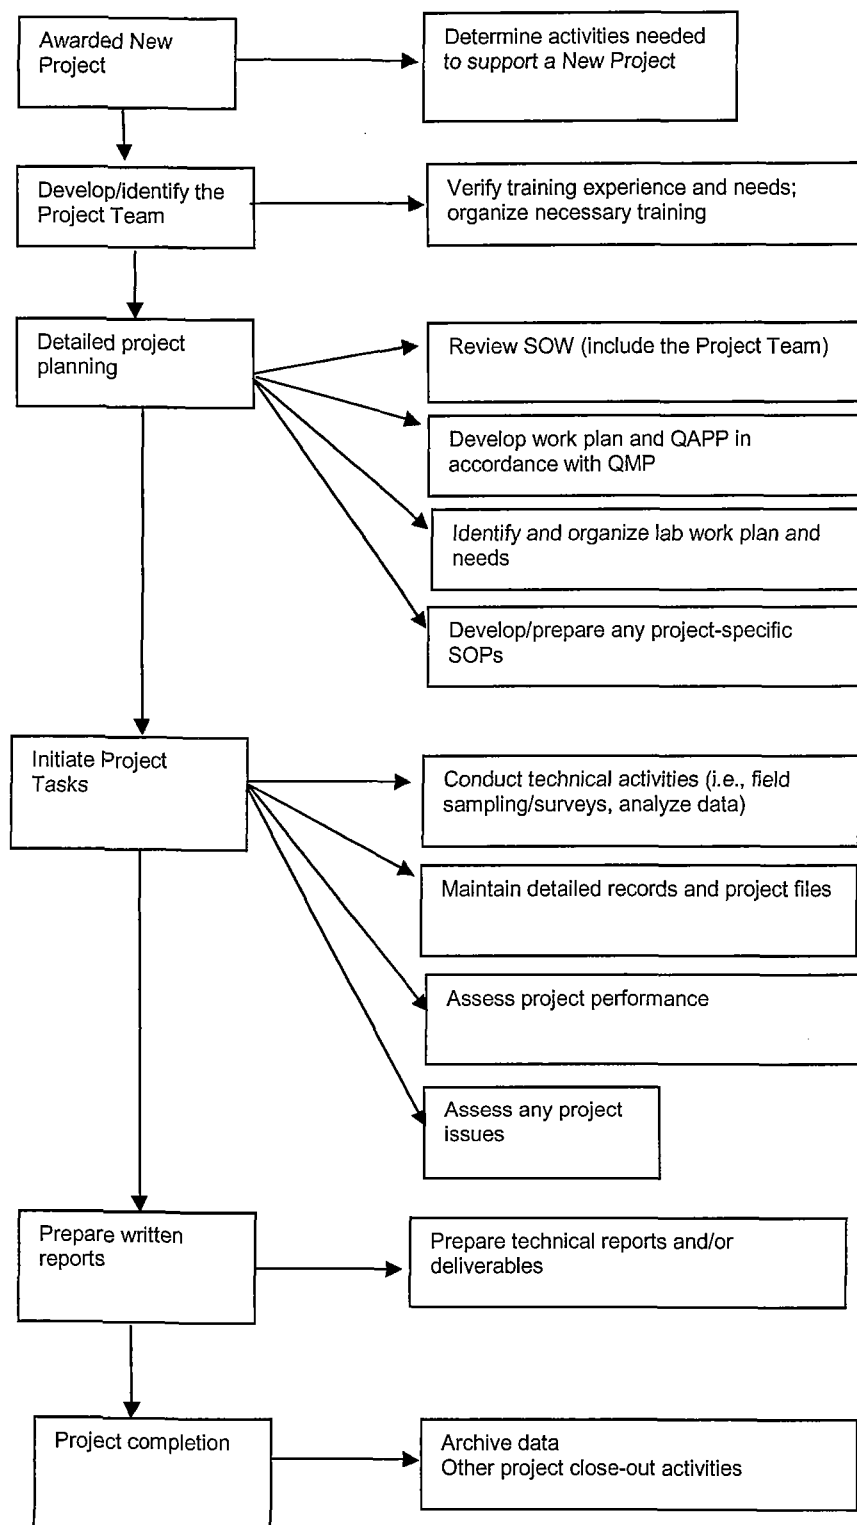 Awarded New
Project
Determine activities needed
to support a New Project
Develop/identify the
Project Team
Verify training experience and needs;
organize necessary training
Detailed project
planning
Review SOW (include the Project Team)
Develop work plan and QAPP in
accordance with QMP
Identify and organize lab work plan and
needs
Develop/prepare any project-specific
SOPs
Initiate Project
Tasks
Conduct technical activities (i.e., field
sampling/surveys, analyze data)
Maintain detailed records and project files
Assess project performance
Assess any project
issues
Prepare written
reports
Prepare technical reports and/or
deliverables
Project completion
Archive data
Other project close-out activities